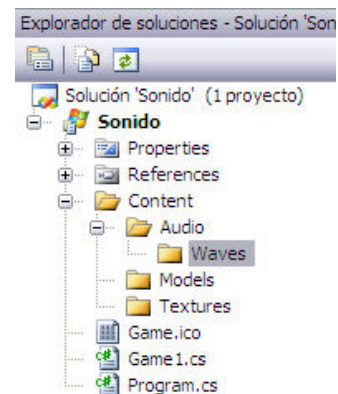 Explorador de soluciones - Solución 'Son
Solución 'Sonido' (1 proyecto)
Sonido
Properties
References
Content
Audio
Waves
Models
Textures
Game.ico
Game1.cs
Program.cs